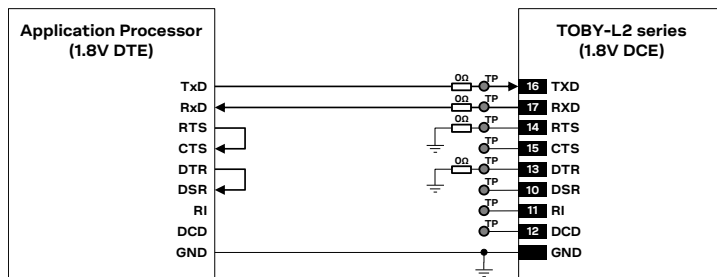 Application Processor
(1.8V DTE)
TOBY-L2 series
(1.8V DCE)
TxD 0Ω TP 16 TXD
RxD 0Ω TP 17 RXD
RTS 0Ω TP 14 RTS
CTS TP 15 CTS
DTR 0Ω TP 13 DTR
DSR TP 10 DSR
RI TP 11 RI
DCD TP 12 DCD
GND GND